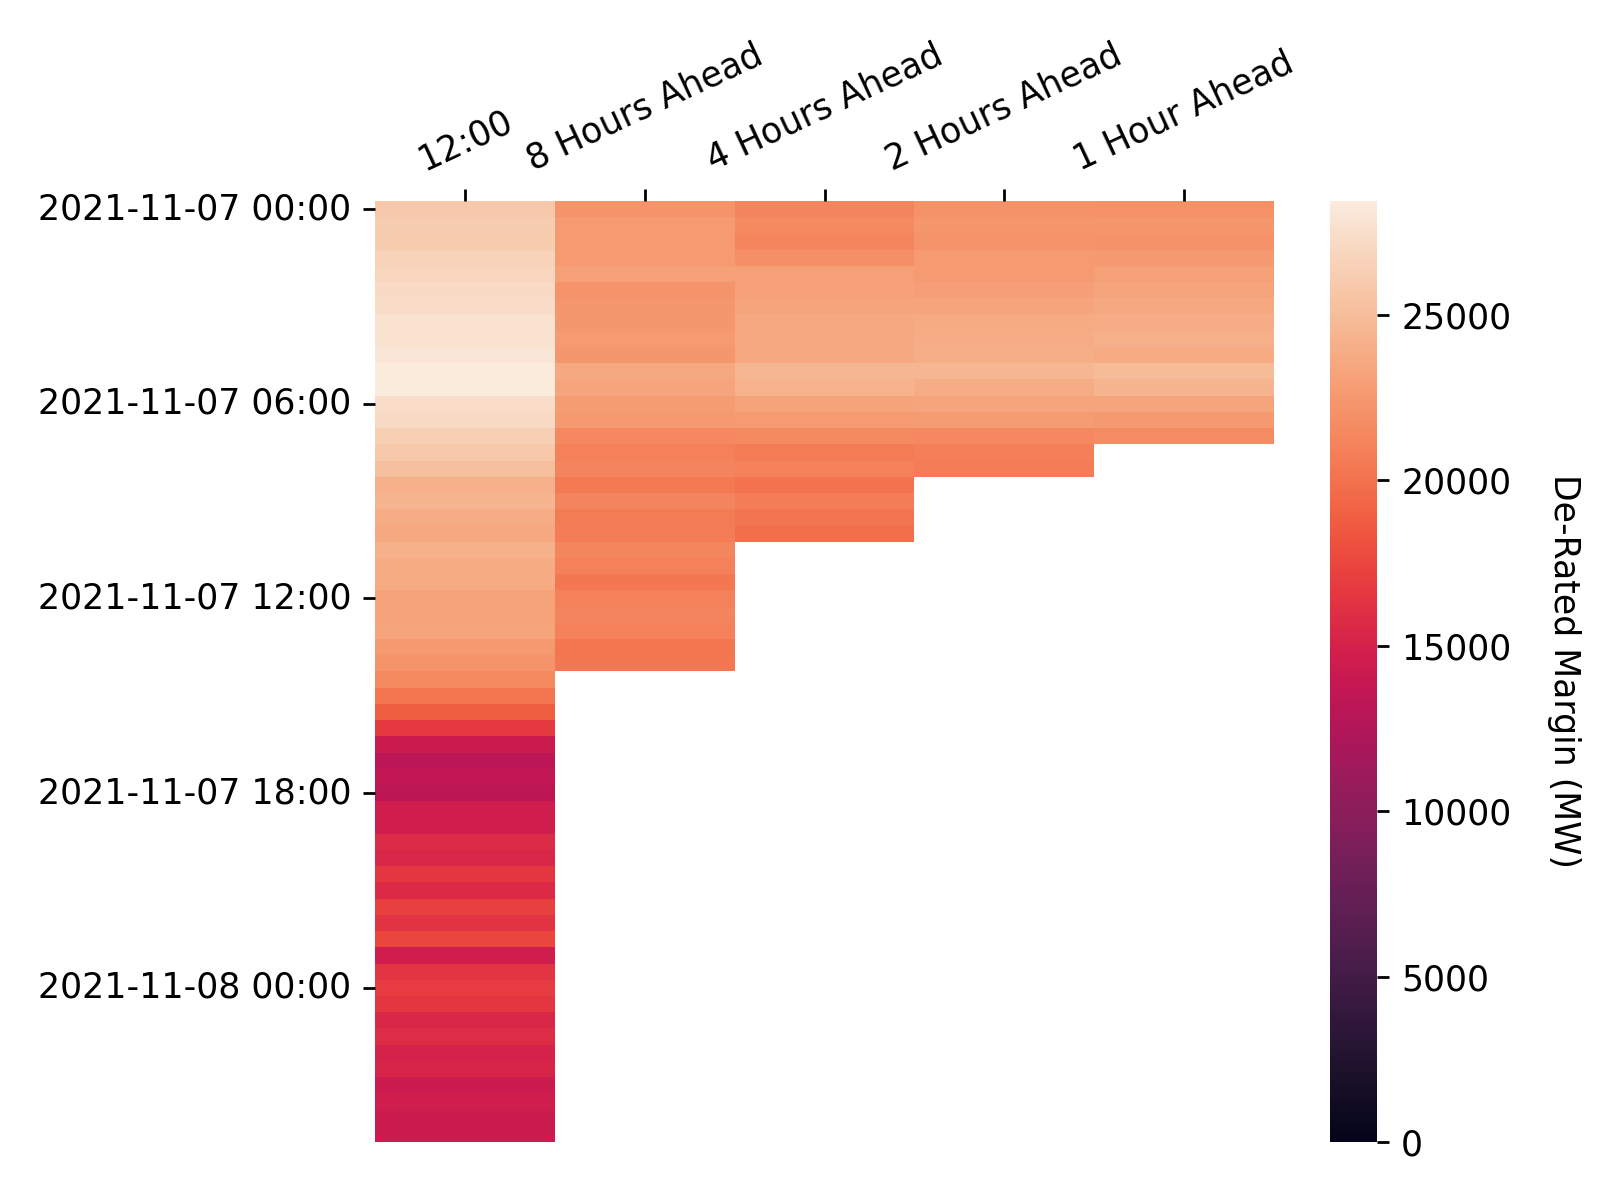 12:00
8 Hours Ahead
4 Hours Ahead
2 Hours Ahead
1 Hour Ahead
2021-11-07 00:00
2021-11-07 06:00
2021-11-07 12:00
2021-11-07 18:00
2021-11-08 00:00
25000
20000
15000
10000
5000
0
De-Rated Margin (MW)